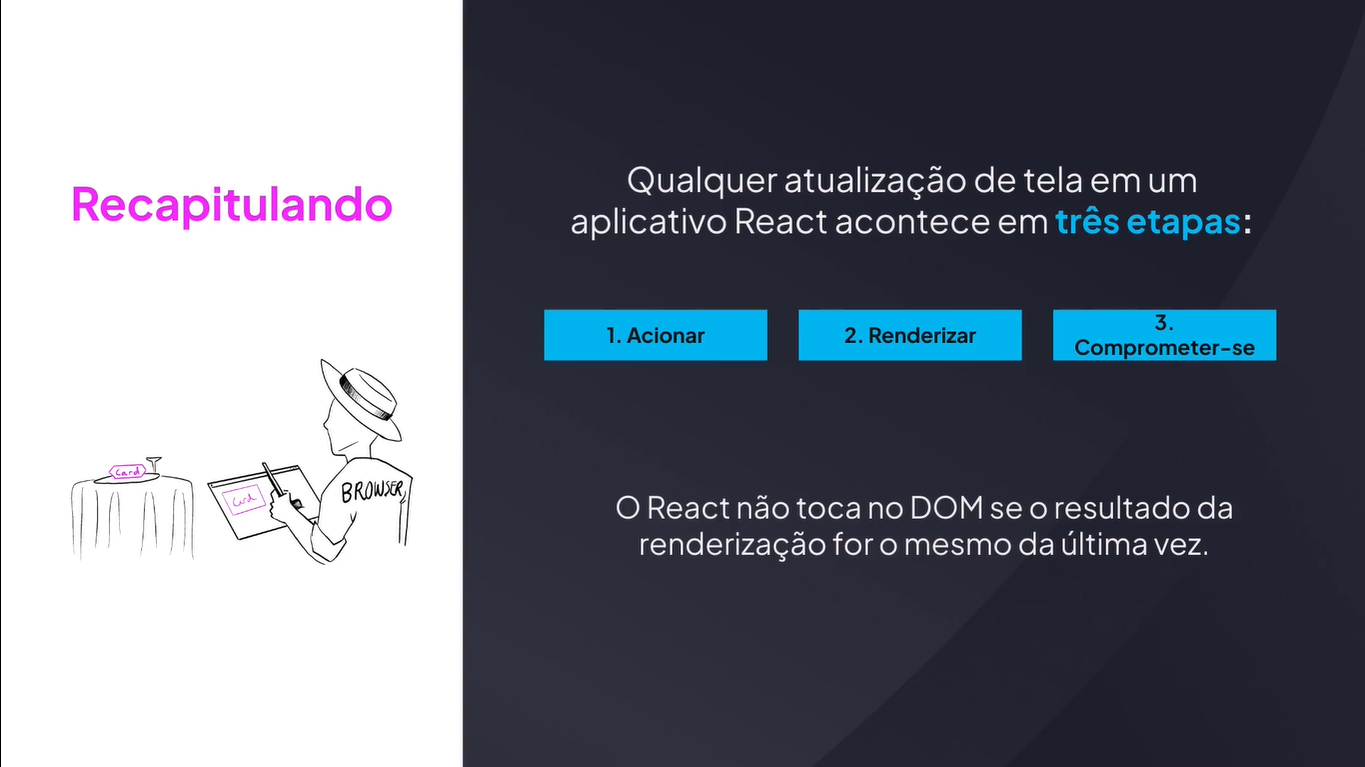 Recapitulando
Qualquer atualização de tela em um
aplicativo React acontece em três etapas:
1. Acionar
2. Renderizar
3.
Comprometer-se
O React não toca no DOM se o resultado da
renderização for o mesmo da última vez.
Card
Card
BROWSER